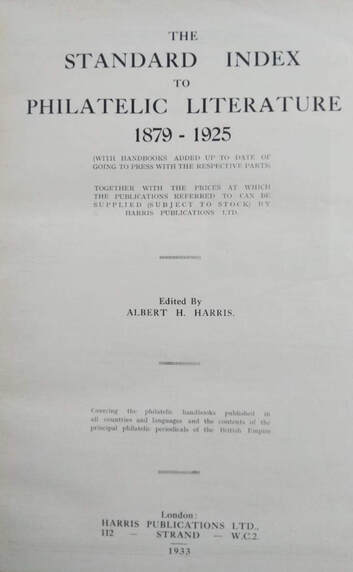 THE
STANDARD INDEX
TO
PHILATELIC LITERATURE
1879 - 1925
(WITH HANDBOOKS ADDED UP TO DATE OF
GOING TO PRESS WITH THE RESPECTIVE PARTS)
TOGETHER WITH THE PRICES AT WHICH
THE PUBLICATIONS REFERRED TO CAN BE
SUPPLIED (SUBJECT TO STOCK) BY
HARRIS PUBLICATIONS LTD.
Edited By
ALBERT H. HARRIS.
Covering the philatelic handbooks published in
all countries and languages and the contents of the
principal philatelic periodicals of the British Empire
London:
HARRIS PUBLICATIONS LTD.,
112 — STRAND — W.C.2.
1933